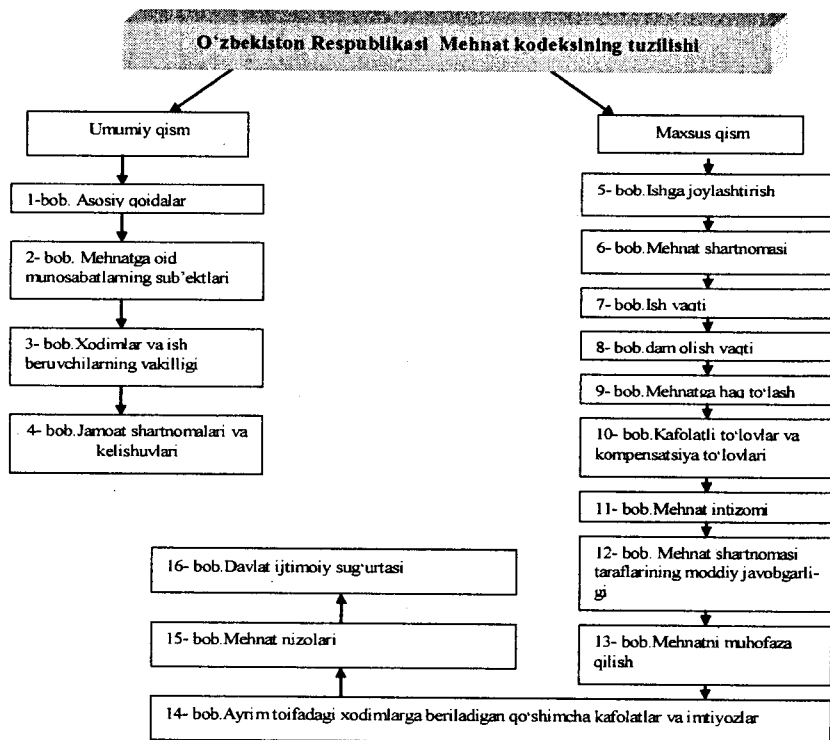 O‘zbekiston Respublikasi Mehnat kodeksining tuzilishi
Umumiy qism
1-bob. Asosiy qoidalar
2- bob. Mehnatga oid
munosabatlarning sub’ektlari
3- bob.Xodimlar va ish
beruvchilarning vakilligi
4- bob.Jamoat shartnomalari va
kelishuvlari
Maxsus qism
5- bob.Ishga joylashtirish
6- bob.Mehnat shartnomasi
7- bob.Ish vaqti
8- bob.dam olish vaqti
9- bob.Mehnatga haq to‘lash
10- bob.Kafolatli to‘lovlar va
kompensatsiya to‘lovlari
11- bob.Mehnat intizomi
12- bob. Mehnat shartnomasi
taraflarining moddiy javobgarli-
gi
13- bob.Mehnatni muhofaza
qilish
14- bob.Ayrim toifadagi xodimlarga beriladigan qo‘shimcha kafolatlar va imtiyozlar
15- bob.Mehnat nizolari
16- bob.Davlat ijtimoiy sug‘urtasi